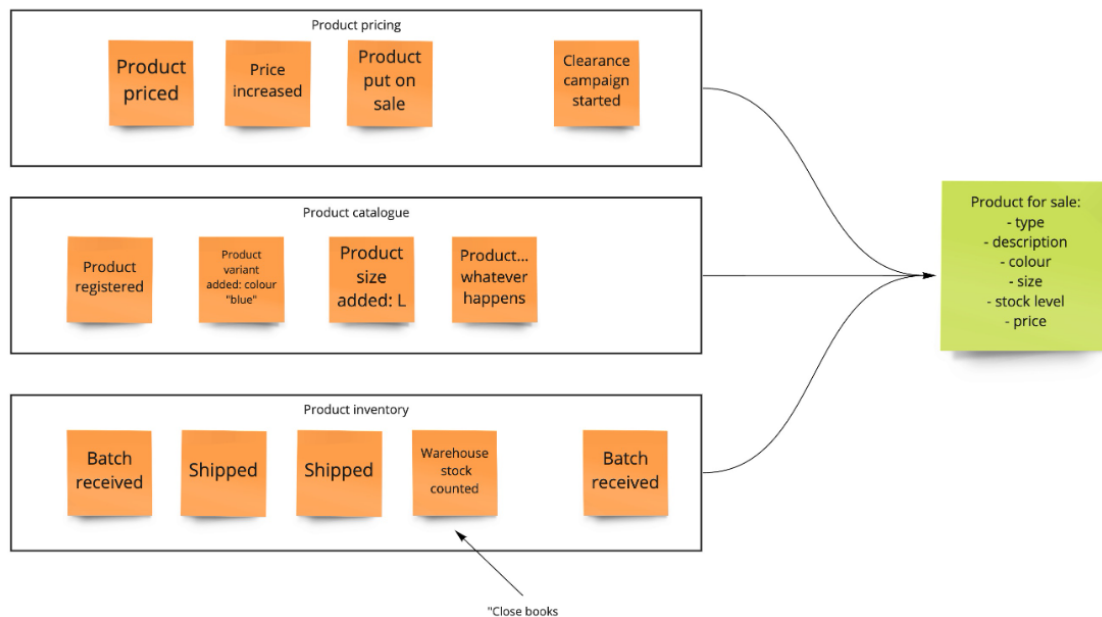 Product pricing
Product
priced
Price
increased
Product
put on
sale
Clearance
campaign
started
Product catalogue
Product
registered
Product
variant
added: colour
"blue"
Product
size
added: L
Product...
whatever
happens
Product inventory
Batch
received
Shipped
Shipped
Warehouse
stock
counted
Batch
received
"Close books
Product for sale:
- type
- description
- colour
- size
- stock level
- price